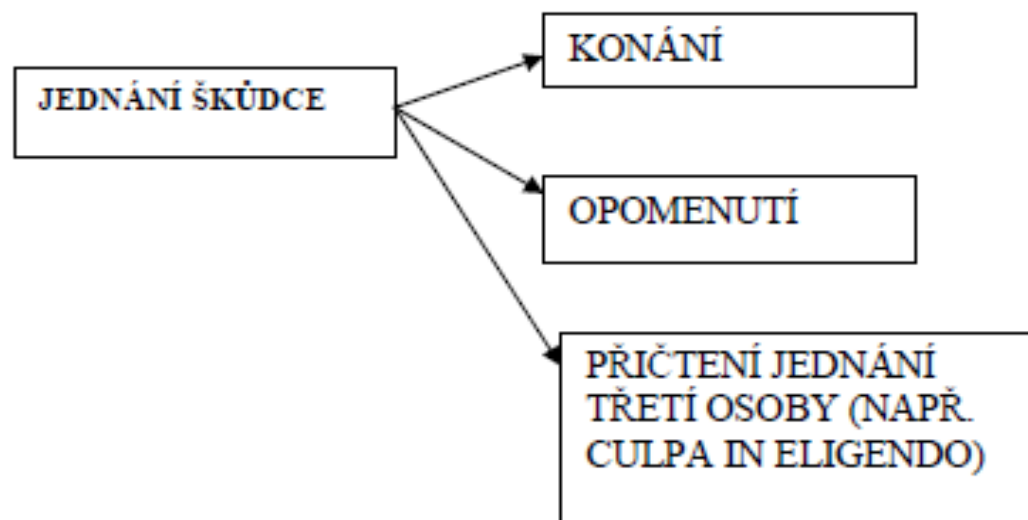 JEDNÁNÍ ŠKŮDCE
KONÁNÍ
OPOMENUTÍ
PŘIČTENÍ JEDNÁNÍ
TŘETÍ OSOBY (NAPŘ.
CULPA IN ELIGENDO)